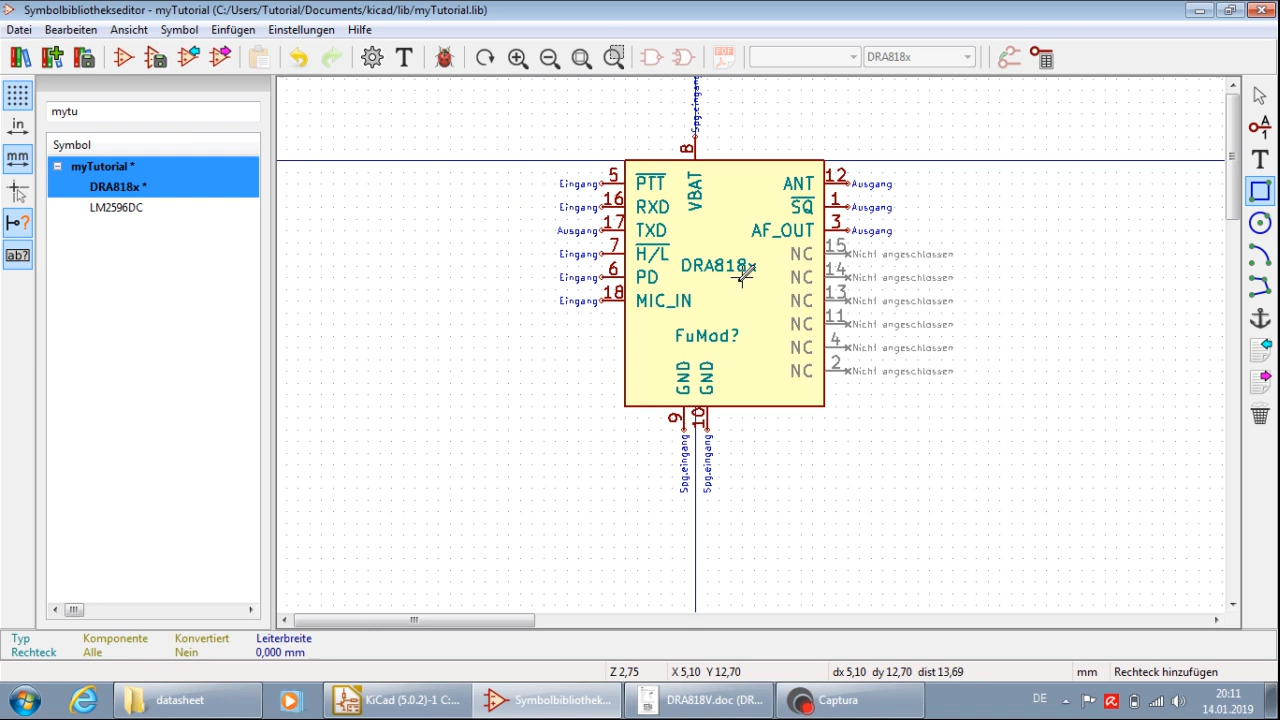 Symbolbibliothekseditor - myTutorial (C:/Users/Tutorial/Documents/kicad/lib/myTutorial.lib)
Datei Bearbeiten Ansicht Symbol Einfügen Einstellungen Hilfe
DRA818x
PDF
in
mm
ab?
mytu
Symbol
myTutorial *
DRA818x *
LM2596DC
Spg.eingang
8
VBAT
Eingang 5 PTT ANT 12 Ausgang
Eingang 16 RXD SQ 1 Ausgang
Ausgang 17 TXD AF_OUT 3 Ausgang
Eingang 7 H/L NC 15 Nicht angeschlossen
DRA818x
Eingang 6 PD NC 14 Nicht angeschlossen
Eingang 18 MIC_IN NC 13 Nicht angeschlossen
NC 11 Nicht angeschlossen
FuMod?
NC 4 Nicht angeschlossen
NC 2 Nicht angeschlossen
GND GND
9 10
Spg.eingang Spg.eingang
Typ Komponente Konvertiert Leiterbreite
Rechteck Alle Nein 0,000 mm
Z 2,75 X 5,10 Y 12,70 dx 5,10 dy 12,70 dist 13,69 mm Rechteck hinzufügen
datasheet KiCad (5.0.2)-1 C:... Symbolbibliothek... DRA818V.doc (DR... Captura DE 20:11
14.01.2019